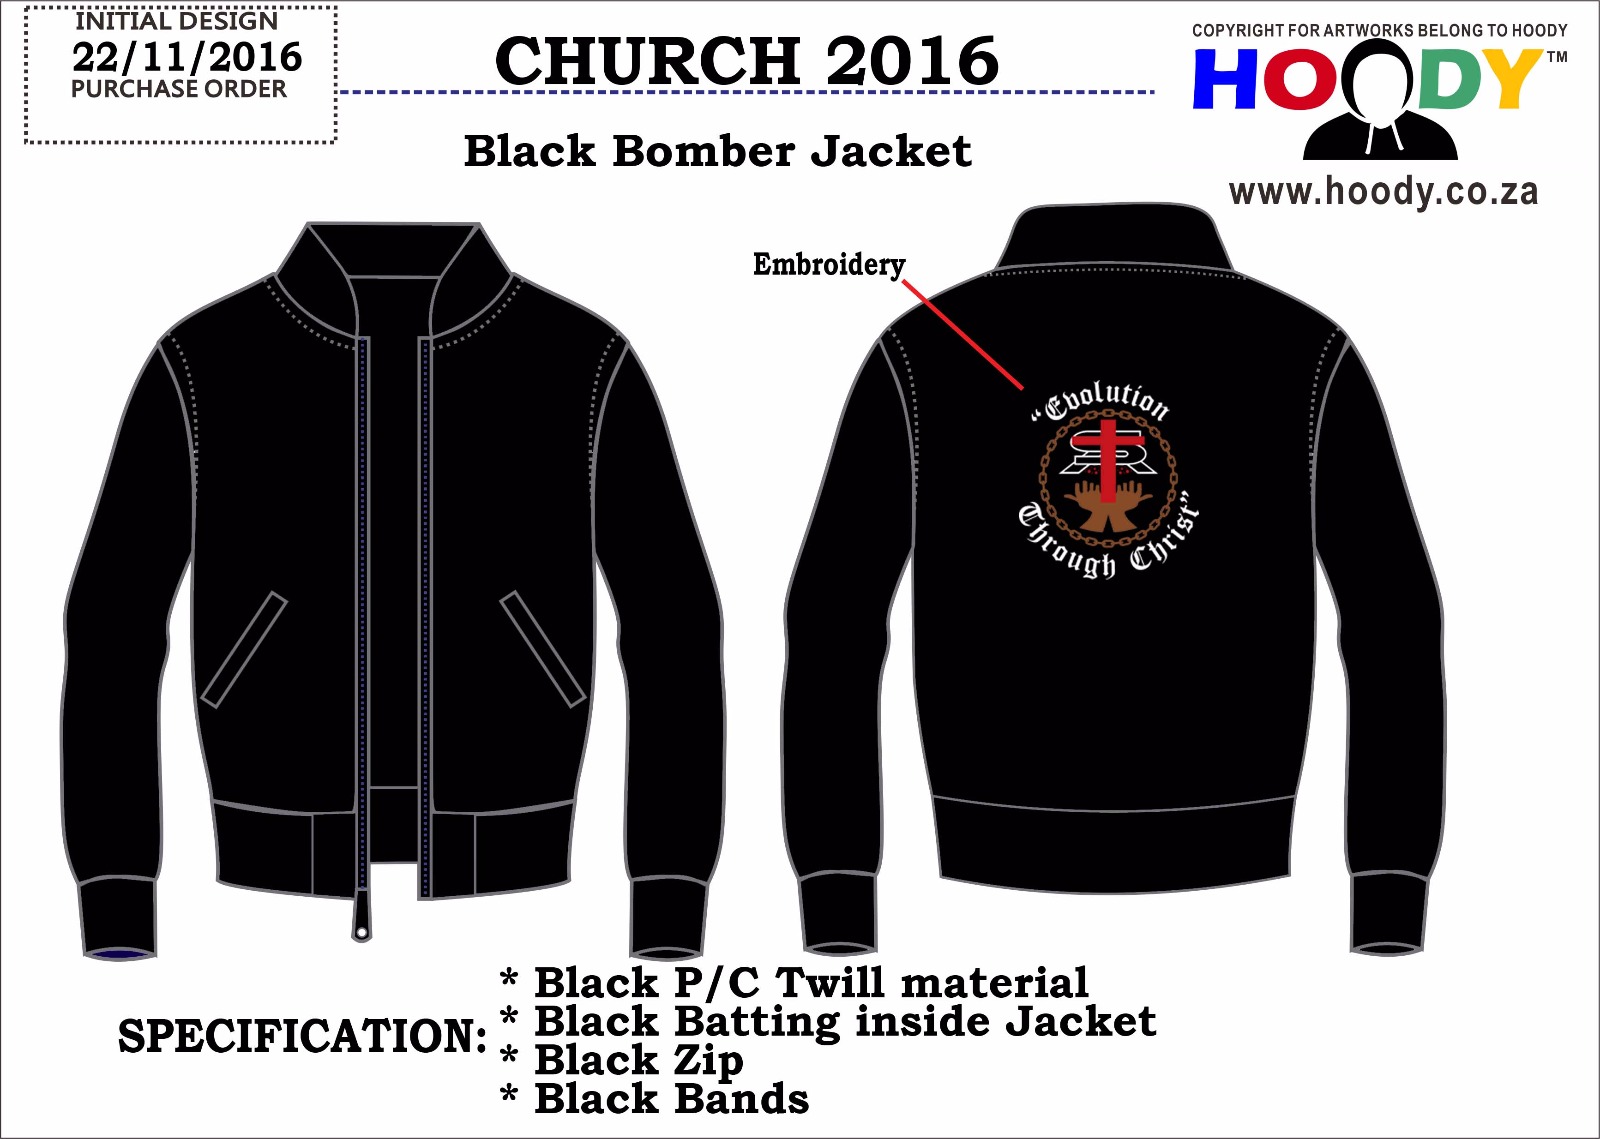 INITIAL DESIGN
22/11/2016
PURCHASE ORDER
CHURCH 2016
Black Bomber Jacket
COPYRIGHT FOR ARTWORKS BELONG TO HOODY
HOODY™
www.hoody.co.za
Embroidery
"Evolution
SR
Through Christ"
SPECIFICATION:
* Black P/C Twill material
* Black Batting inside Jacket
* Black Zip
* Black Bands